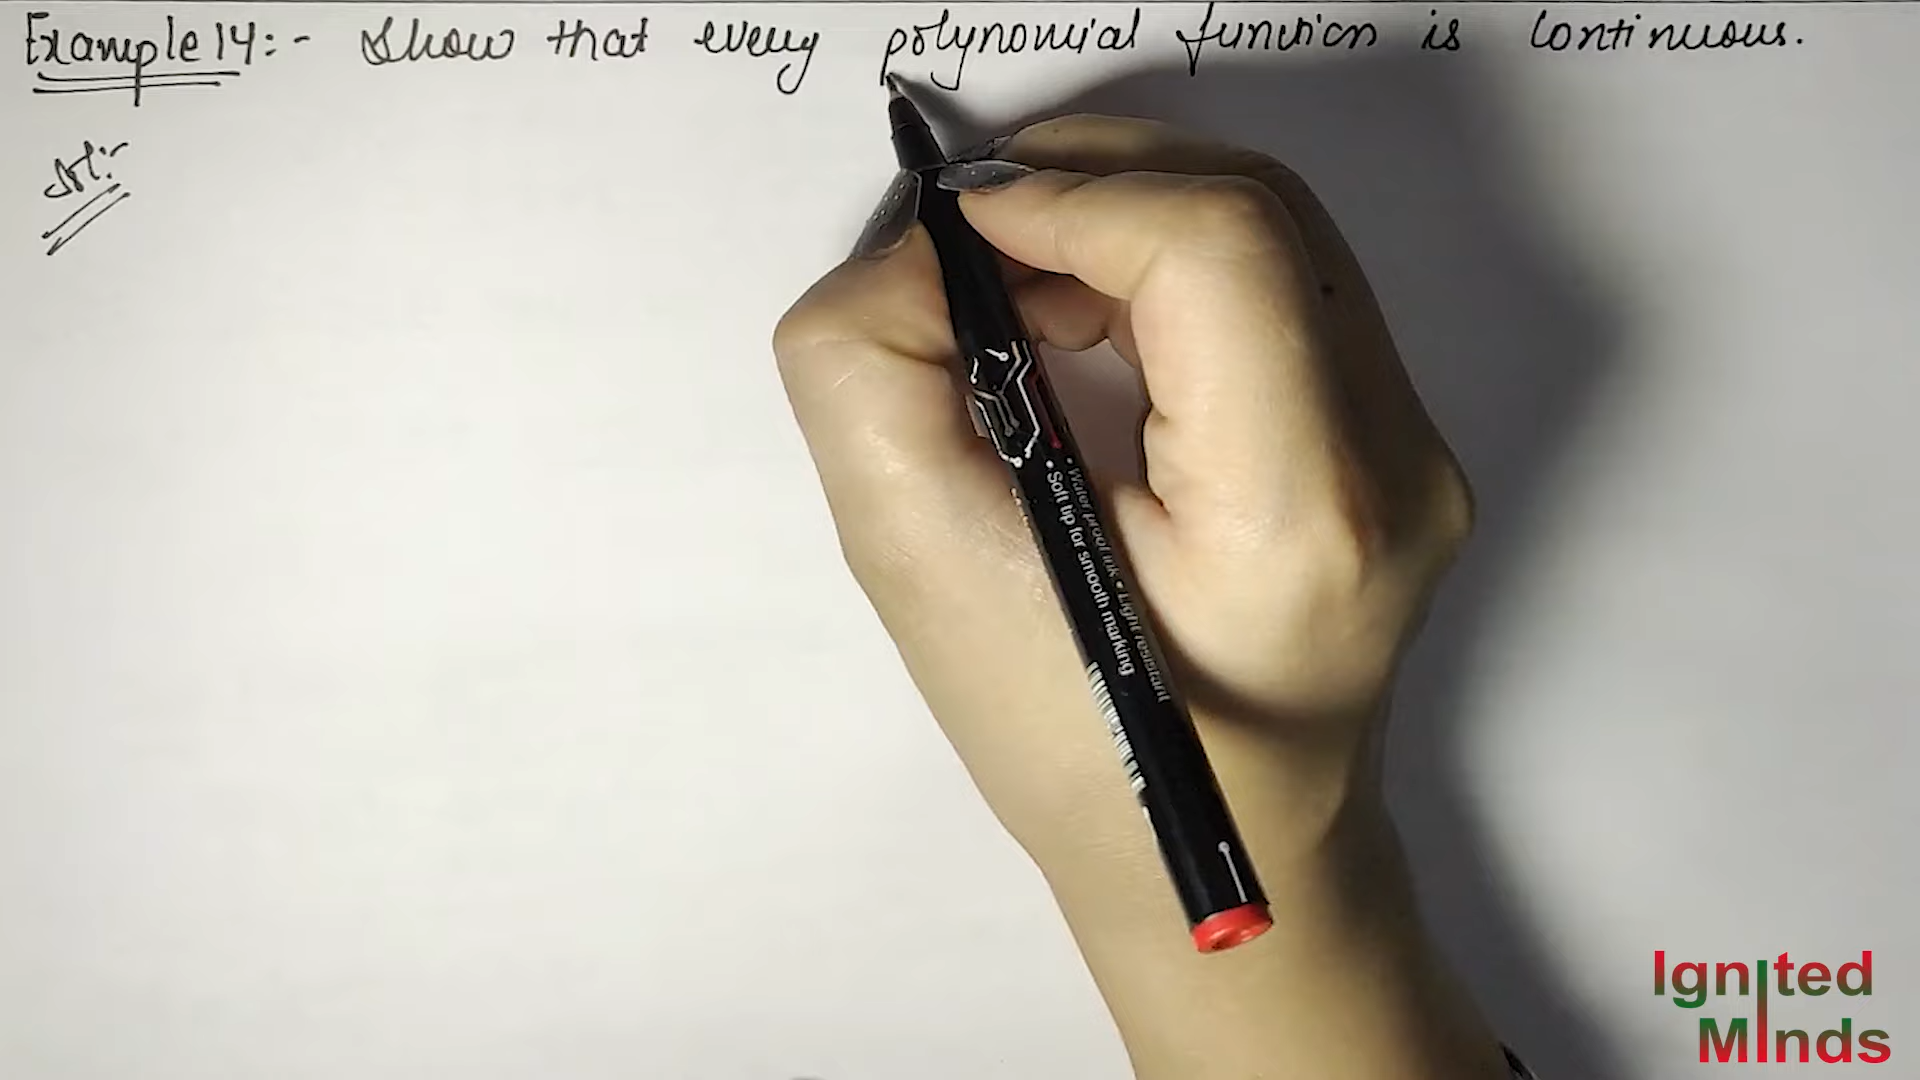 Example 14:- Show that every polynomial function is continuous.
Sol:-
• Water proof ink • Light resistant
• Soft tip for smooth marking
Ignited
Minds